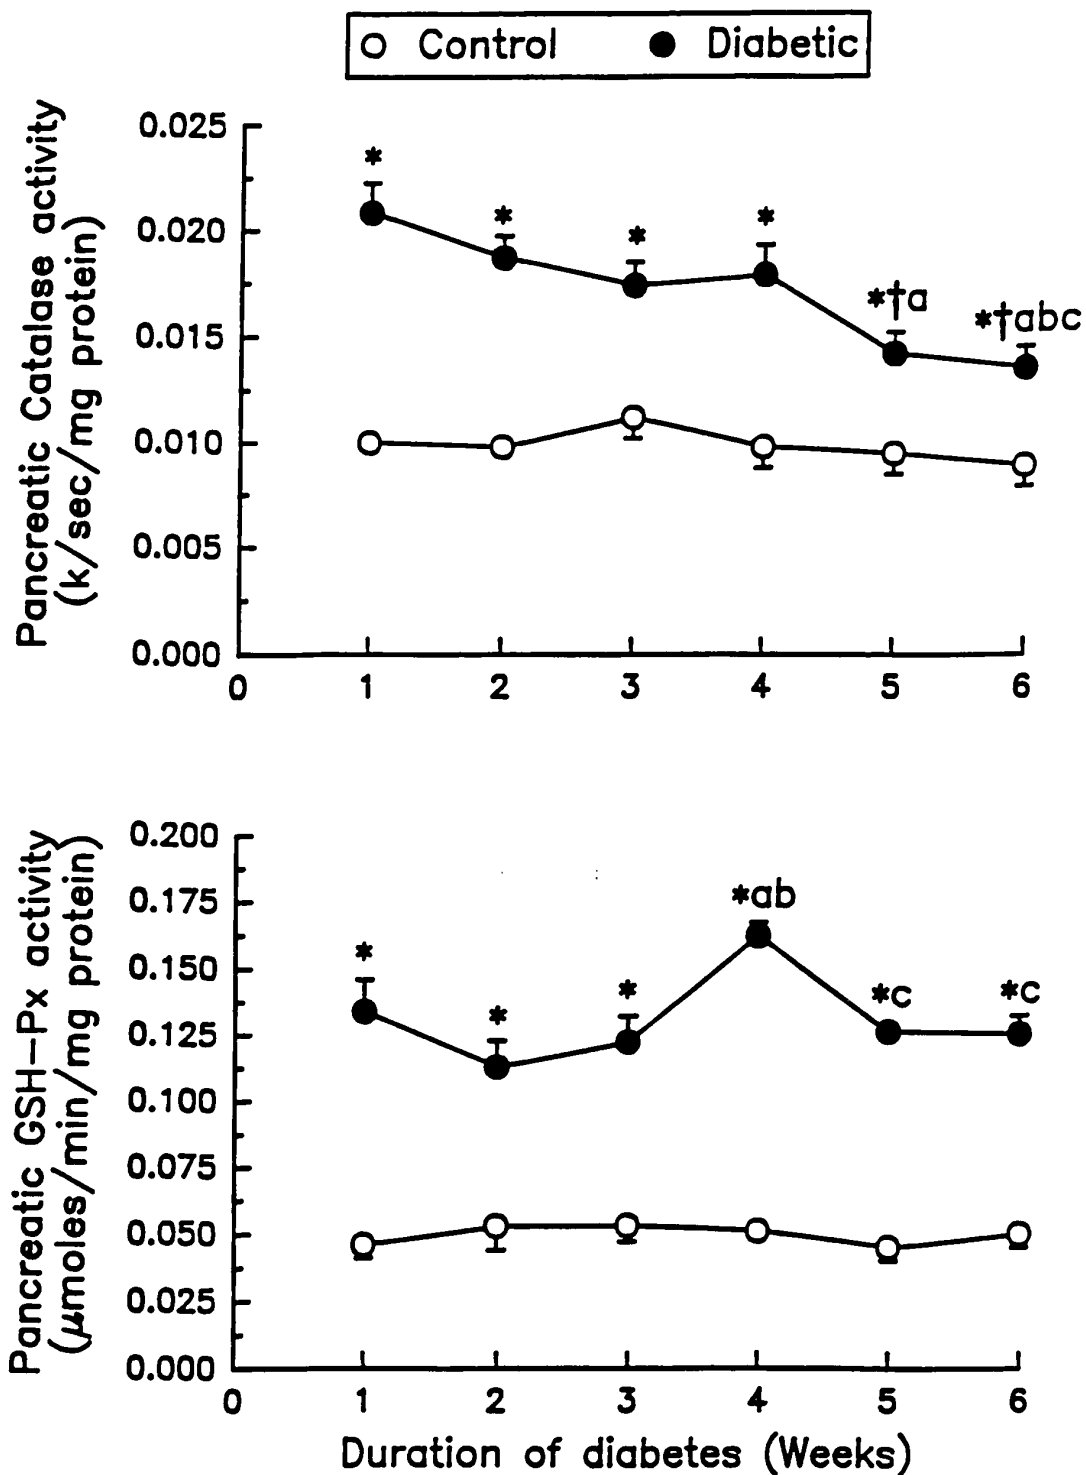 Control Diabetic
Pancreatic Catalase activity
(k/sec/mg protein)
0.025
0.020
0.015
0.010
0.005
0.000
*
*
*
*
*†a
*†abc
0 1 2 3 4 5 6
Pancreatic GSH-Px activity
(μmoles/min/mg protein)
0.200
0.175
0.150
0.125
0.100
0.075
0.050
0.025
0.000
*
*
*
*ab
*c
*c
0 1 2 3 4 5 6
Duration of diabetes (Weeks)